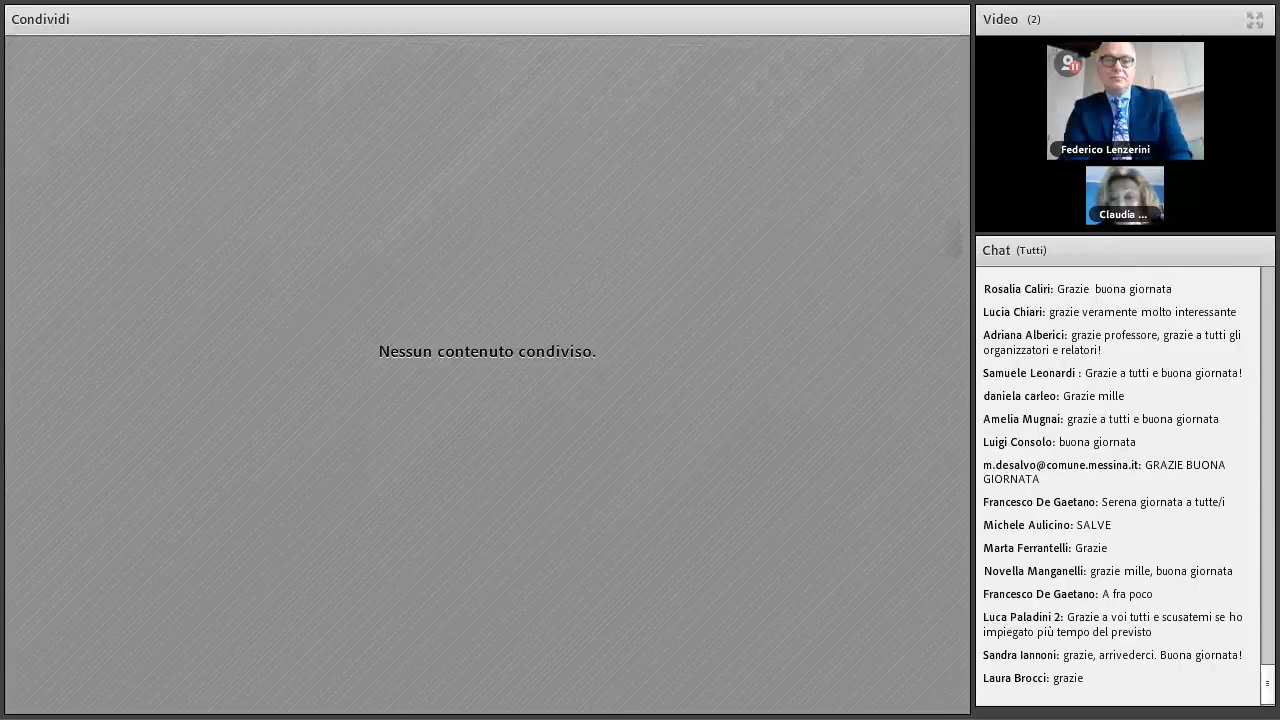 Condividi
Video (2)
Federico Lenzerini
Claudia ...
Nessun contenuto condiviso.
Chat (Tutti)
Rosalia Caliri: Grazie buona giornata
Lucia Chiari: grazie veramente molto interessante
Adriana Alberici: grazie professore, grazie a tutti gli
organizzatori e relatori!
Samuele Leonardi : Grazie a tutti e buona giornata!
daniela carleo: Grazie mille
Amelia Mugnai: grazie a tutti e buona giornata
Luigi Consolo: buona giornata
m.desalvo@comune.messina.it: GRAZIE BUONA
GIORNATA
Francesco De Gaetano: Serena giornata a tutte/i
Michele Aulicino: SALVE
Marta Ferrantelli: Grazie
Novella Manganelli: grazie mille, buona giornata
Francesco De Gaetano: A fra poco
Luca Paladini 2: Grazie a voi tutti e scusatemi se ho
impiegato più tempo del previsto
Sandra Iannoni: grazie, arrivederci. Buona giornata!
Laura Brocci: grazie